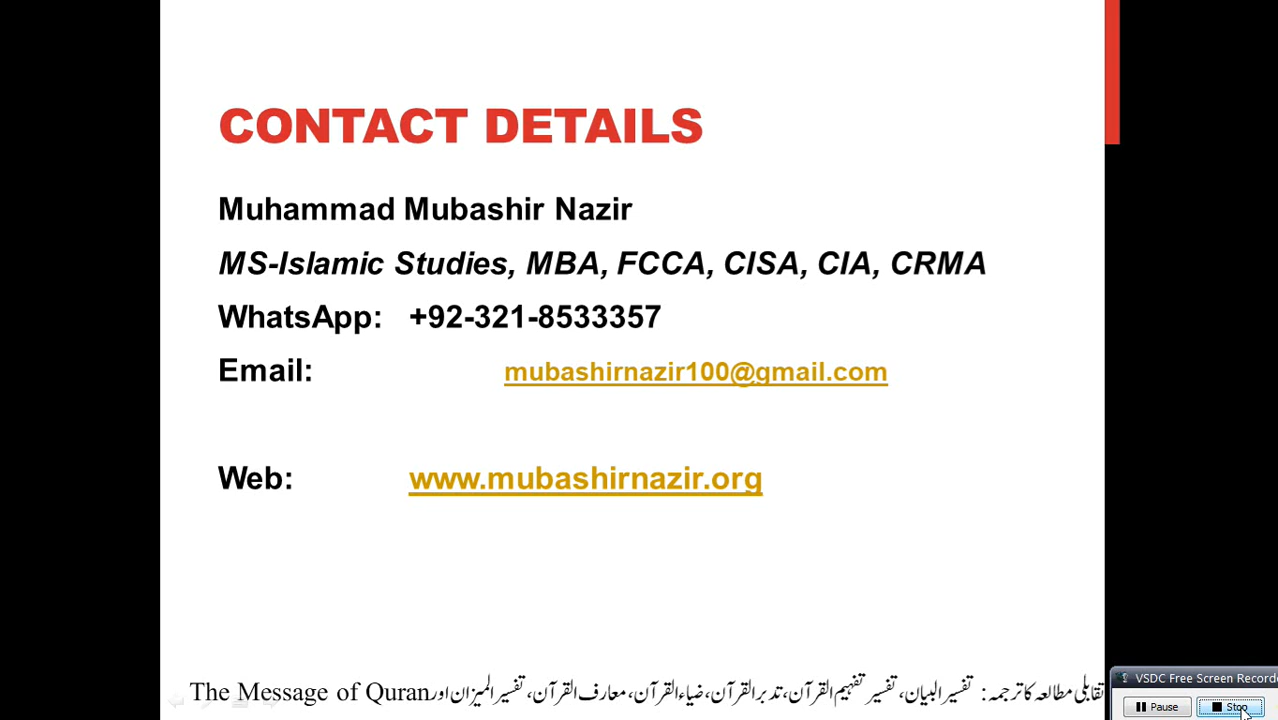 CONTACT DETAILS
Muhammad Mubashir Nazir
MS-Islamic Studies, MBA, FCCA, CISA, CIA, CRMA
WhatsApp: +92-321-8533357
Email: mubashirnazir100@gmail.com
Web: www.mubashirnazir.org
تقابلی مطالعہ کا ترجمہ: تفسیر البیان، تفسیر تفہیم القرآن، تدبر القرآن، ضیاء القرآن، معارف القرآن، تفسیر المیزان اور The Message of Quran
VSDC Free Screen Recorde
Pause Stop